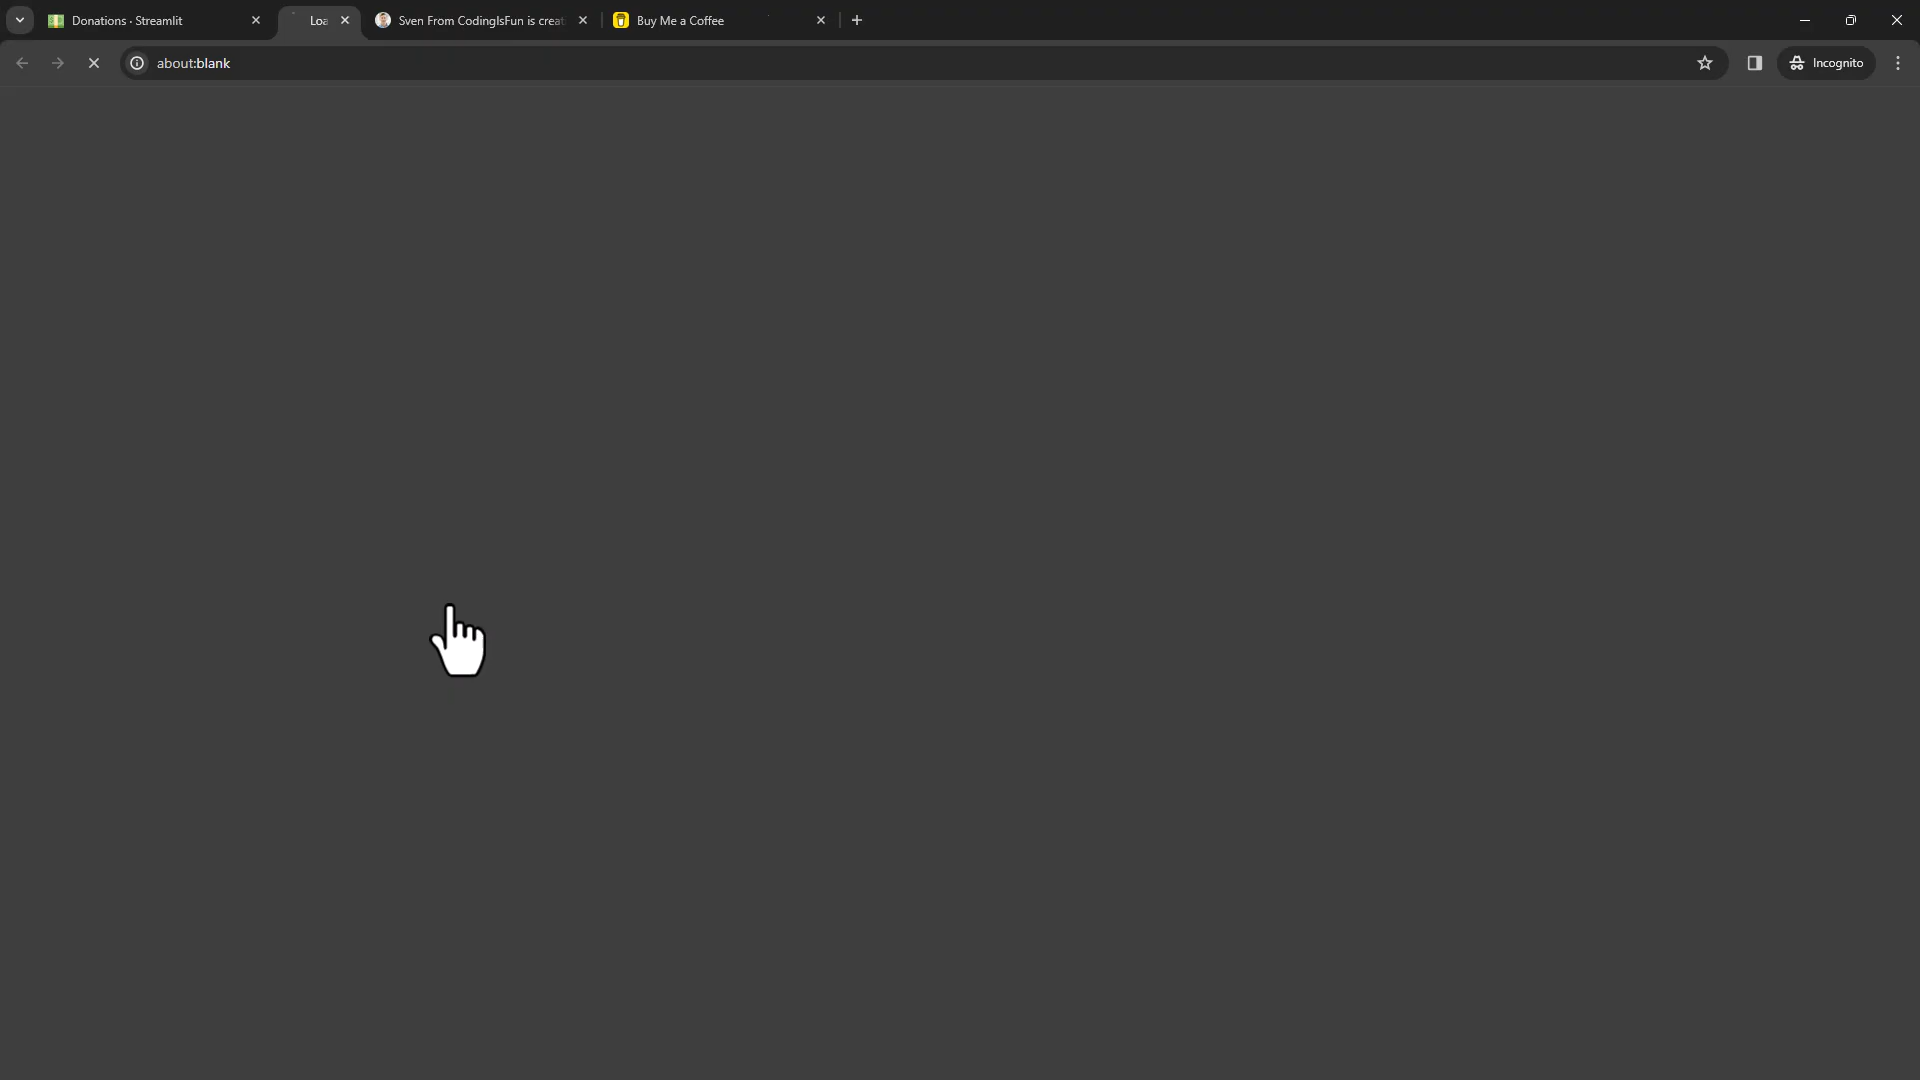 Donations · Streamlit
Loa
Sven From CodingIsFun is creat
Buy Me a Coffee
about:blank
Incognito